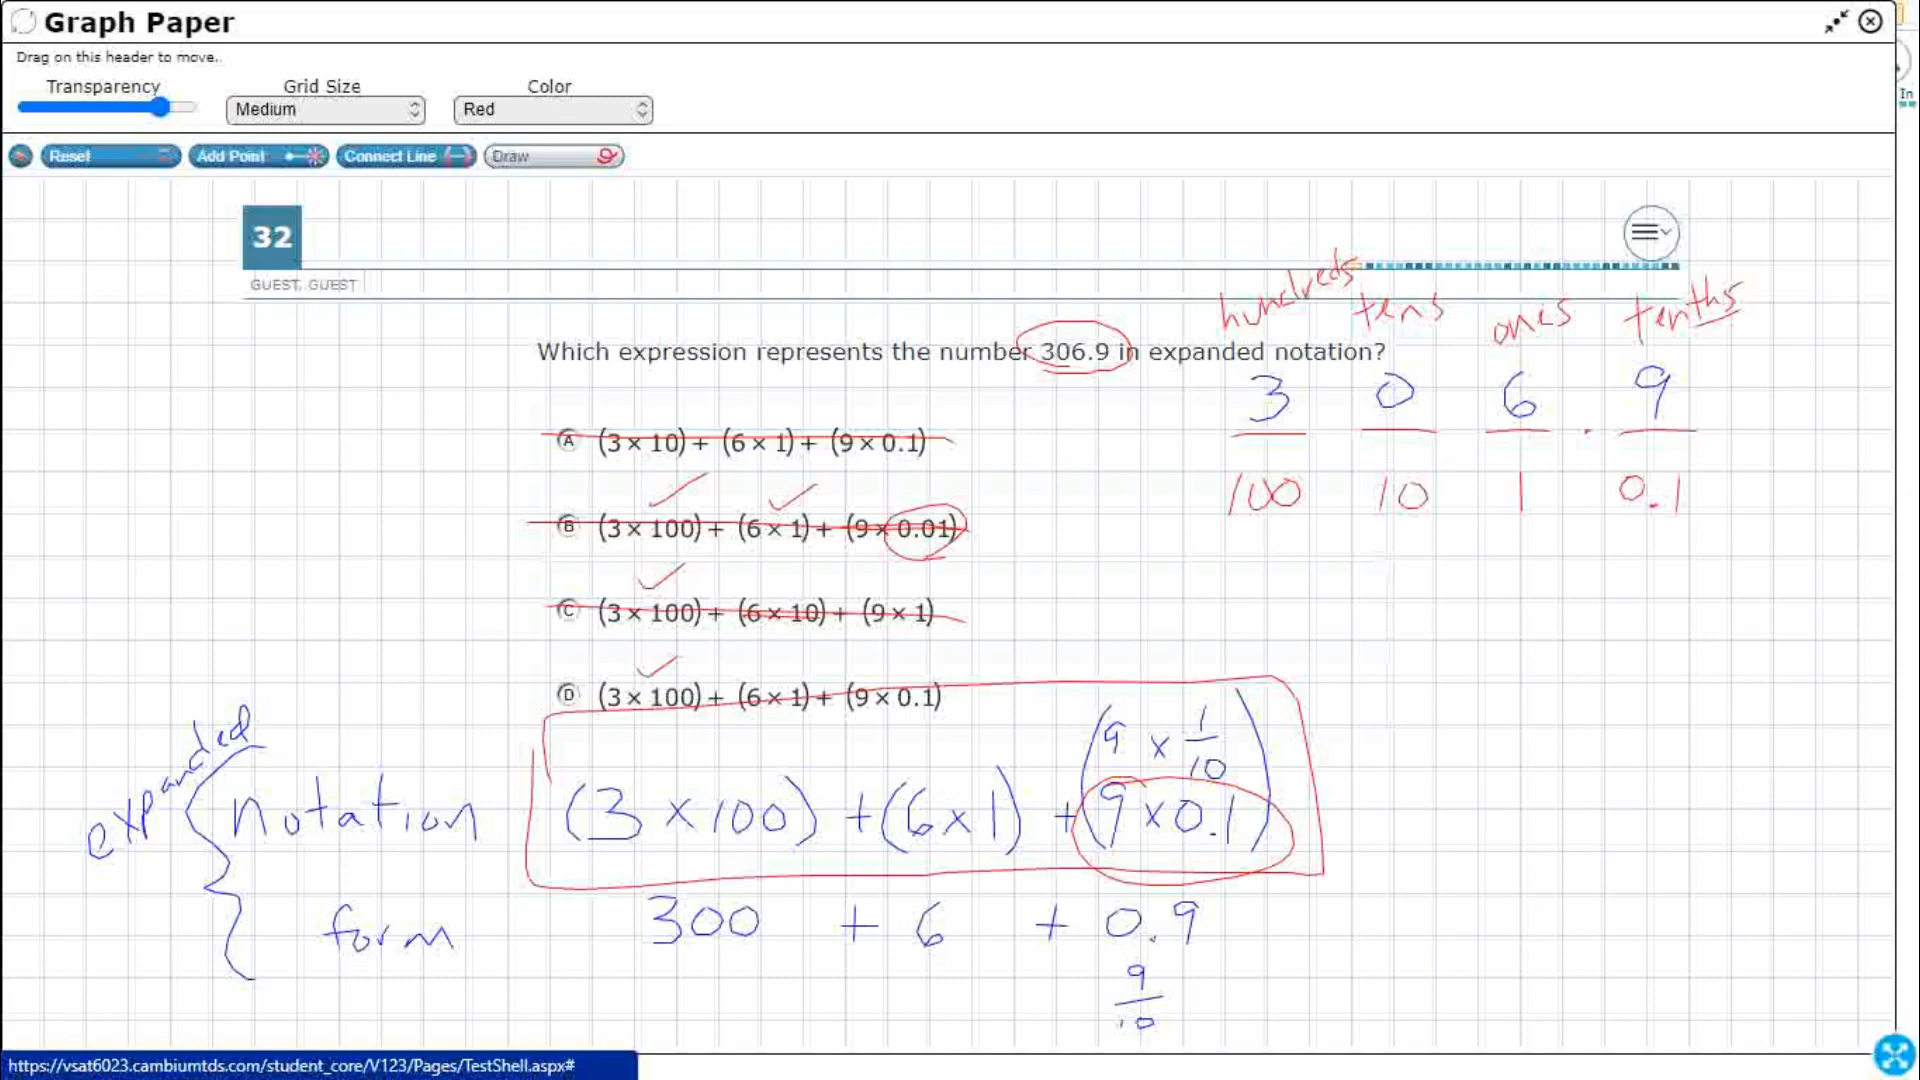 Graph Paper
Drag on this header to move..
Transparency
Grid Size
Color
Medium
Red
Reset
Add Point
Connect Line
Draw
32
GUEST, GUEST
In
hundreds tens ones tenths
Which expression represents the number 306.9 in expanded notation?
3 0 6 . 9
100 10 1 0.1
A (3 × 10) + (6 × 1) + (9 × 0.1)
B (3 × 100) + (6 × 1) + (9 × 0.01)
C (3 × 100) + (6 × 10) + (9 × 1)
D (3 × 100) + (6 × 1) + (9 × 0.1)
expanded
(9 × 1/10)
notation (3 × 100) + (6 × 1) + (9 × 0.1)
form 300 + 6 + 0.9
9/10
https://vsat6023.cambiumtds.com/student_core/V123/Pages/TestShell.aspx#